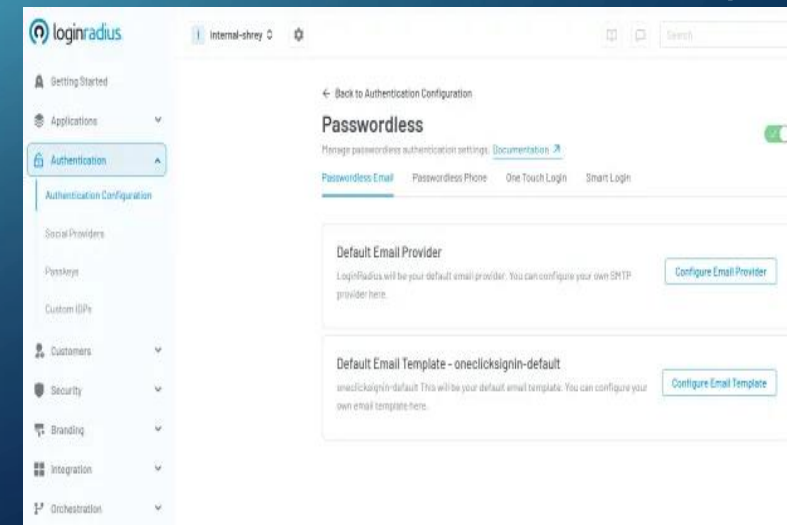 loginradius
I Internal-shrey
Search
Getting Started
Applications
Authentication
Authentication Configuration
Social Providers
Passkeys
Custom IDPs
Customers
Security
Branding
Integration
Orchestration
← Back to Authentication Configuration
Passwordless
Manage passwordless authentication settings. Documentation ↗
Passwordless Email Passwordless Phone One Touch Login Smart Login
Default Email Provider
LoginRadius will be your default email provider. You can configure your own SMTP
provider here.
Configure Email Provider
Default Email Template - oneclicksignin-default
oneclicksignin-default This will be your default email template. You can configure your
own email template here.
Configure Email Template